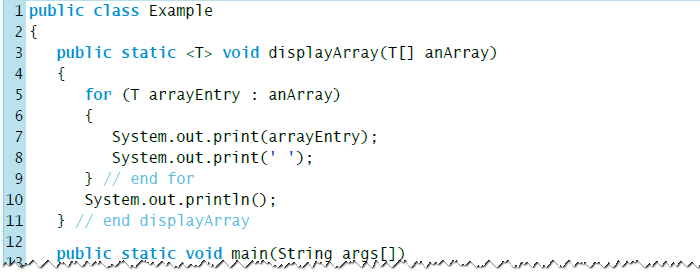 1 public class Example
2 {
3 public static <T> void displayArray(T[] anArray)
4 {
5 for (T arrayEntry : anArray)
6 {
7 System.out.print(arrayEntry);
8 System.out.print(' ');
9 } // end for
10 System.out.println();
11 } // end displayArray
12
13 public static void main(String args[])